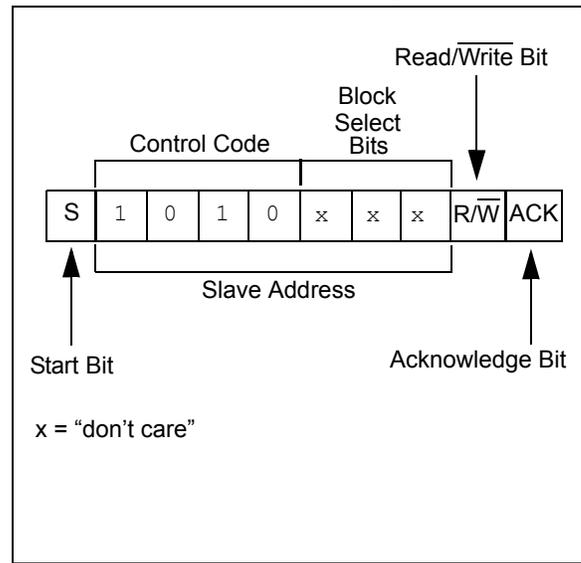 Read/Write Bit
Block
Select
Bits
Control Code
S 1 0 1 0 x x x R/W ACK
Slave Address
Start Bit
Acknowledge Bit
x = “don’t care”